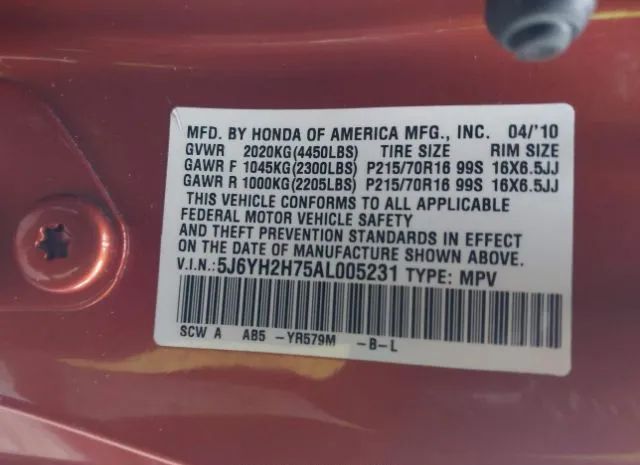 MFD. BY HONDA OF AMERICA MFG., INC. 04/'10
GVWR 2020KG(4450LBS) TIRE SIZE RIM SIZE
GAWR F 1045KG(2300LBS) P215/70R16 99S 16X6.5JJ
GAWR R 1000KG(2205LBS) P215/70R16 99S 16X6.5JJ
THIS VEHICLE CONFORMS TO ALL APPLICABLE
FEDERAL MOTOR VEHICLE SAFETY
AND THEFT PREVENTION STANDARDS IN EFFECT
ON THE DATE OF MANUFACTURE SHOWN ABOVE.
V.I.N.:5J6YH2H75AL005231 TYPE: MPV
SCW A AB5 -YR579M -B-L